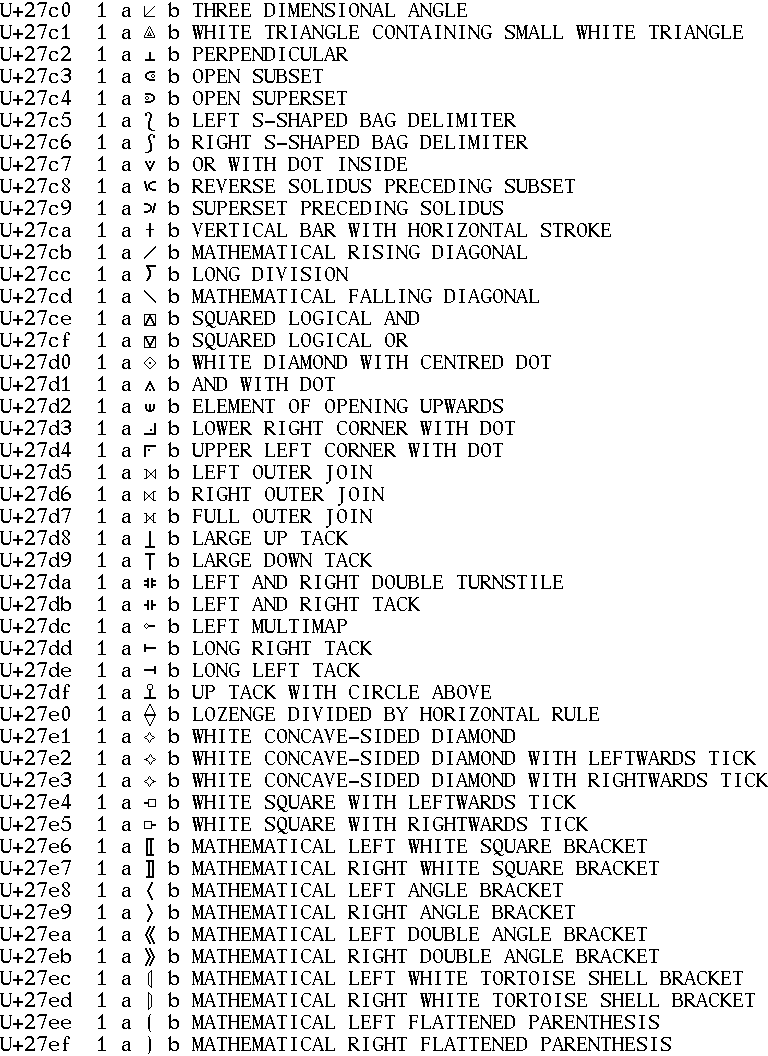 U+27c0 1 a ⟀ b THREE DIMENSIONAL ANGLE
U+27c1 1 a ⟁ b WHITE TRIANGLE CONTAINING SMALL WHITE TRIANGLE
U+27c2 1 a ⟂ b PERPENDICULAR
U+27c3 1 a ⟃ b OPEN SUBSET
U+27c4 1 a ⟄ b OPEN SUPERSET
U+27c5 1 a ⟅ b LEFT S-SHAPED BAG DELIMITER
U+27c6 1 a ⟆ b RIGHT S-SHAPED BAG DELIMITER
U+27c7 1 a ⟇ b OR WITH DOT INSIDE
U+27c8 1 a ⟈ b REVERSE SOLIDUS PRECEDING SUBSET
U+27c9 1 a ⟉ b SUPERSET PRECEDING SOLIDUS
U+27ca 1 a ⟊ b VERTICAL BAR WITH HORIZONTAL STROKE
U+27cb 1 a ⟋ b MATHEMATICAL RISING DIAGONAL
U+27cc 1 a ⟌ b LONG DIVISION
U+27cd 1 a ⟍ b MATHEMATICAL FALLING DIAGONAL
U+27ce 1 a ⟎ b SQUARED LOGICAL AND
U+27cf 1 a ⟏ b SQUARED LOGICAL OR
U+27d0 1 a ⟐ b WHITE DIAMOND WITH CENTRED DOT
U+27d1 1 a ⟑ b AND WITH DOT
U+27d2 1 a ⟒ b ELEMENT OF OPENING UPWARDS
U+27d3 1 a ⟓ b LOWER RIGHT CORNER WITH DOT
U+27d4 1 a ⟔ b UPPER LEFT CORNER WITH DOT
U+27d5 1 a ⟕ b LEFT OUTER JOIN
U+27d6 1 a ⟖ b RIGHT OUTER JOIN
U+27d7 1 a ⟗ b FULL OUTER JOIN
U+27d8 1 a ⟘ b LARGE UP TACK
U+27d9 1 a ⟙ b LARGE DOWN TACK
U+27da 1 a ⟚ b LEFT AND RIGHT DOUBLE TURNSTILE
U+27db 1 a ⟛ b LEFT AND RIGHT TACK
U+27dc 1 a ⟜ b LEFT MULTIMAP
U+27dd 1 a ⟝ b LONG RIGHT TACK
U+27de 1 a ⟞ b LONG LEFT TACK
U+27df 1 a ⟟ b UP TACK WITH CIRCLE ABOVE
U+27e0 1 a ⟠ b LOZENGE DIVIDED BY HORIZONTAL RULE
U+27e1 1 a ⟡ b WHITE CONCAVE-SIDED DIAMOND
U+27e2 1 a ⟢ b WHITE CONCAVE-SIDED DIAMOND WITH LEFTWARDS TICK
U+27e3 1 a ⟣ b WHITE CONCAVE-SIDED DIAMOND WITH RIGHTWARDS TICK
U+27e4 1 a ⟤ b WHITE SQUARE WITH LEFTWARDS TICK
U+27e5 1 a ⟥ b WHITE SQUARE WITH RIGHTWARDS TICK
U+27e6 1 a ⟦ b MATHEMATICAL LEFT WHITE SQUARE BRACKET
U+27e7 1 a ⟧ b MATHEMATICAL RIGHT WHITE SQUARE BRACKET
U+27e8 1 a ⟨ b MATHEMATICAL LEFT ANGLE BRACKET
U+27e9 1 a ⟩ b MATHEMATICAL RIGHT ANGLE BRACKET
U+27ea 1 a ⟪ b MATHEMATICAL LEFT DOUBLE ANGLE BRACKET
U+27eb 1 a ⟫ b MATHEMATICAL RIGHT DOUBLE ANGLE BRACKET
U+27ec 1 a ⟬ b MATHEMATICAL LEFT WHITE TORTOISE SHELL BRACKET
U+27ed 1 a ⟭ b MATHEMATICAL RIGHT WHITE TORTOISE SHELL BRACKET
U+27ee 1 a ⟮ b MATHEMATICAL LEFT FLATTENED PARENTHESIS
U+27ef 1 a ⟯ b MATHEMATICAL RIGHT FLATTENED PARENTHESIS